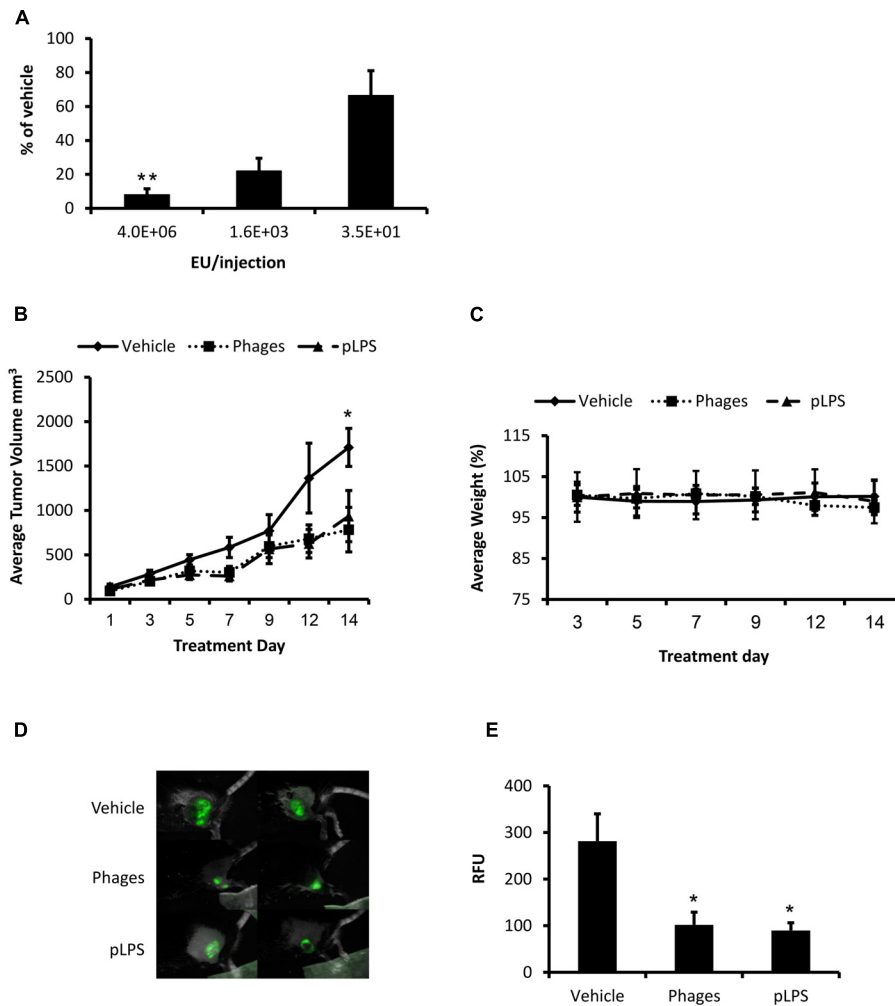 A
% of vehicle
100
80
60
40
20
0
**
4.0E+06 1.6E+03 3.5E+01
EU/injection
B
Vehicle Phages pLPS
Average Tumor Volume mm³
2500
2000
1500
1000
500
0
*
1 3 5 7 9 12 14
Treatment Day
C
Vehicle Phages pLPS
Average Weight (%)
115
105
95
85
75
3 5 7 9 12 14
Treatment day
D
Vehicle
Phages
pLPS
E
RFU
400
300
200
100
0
* *
Vehicle Phages pLPS